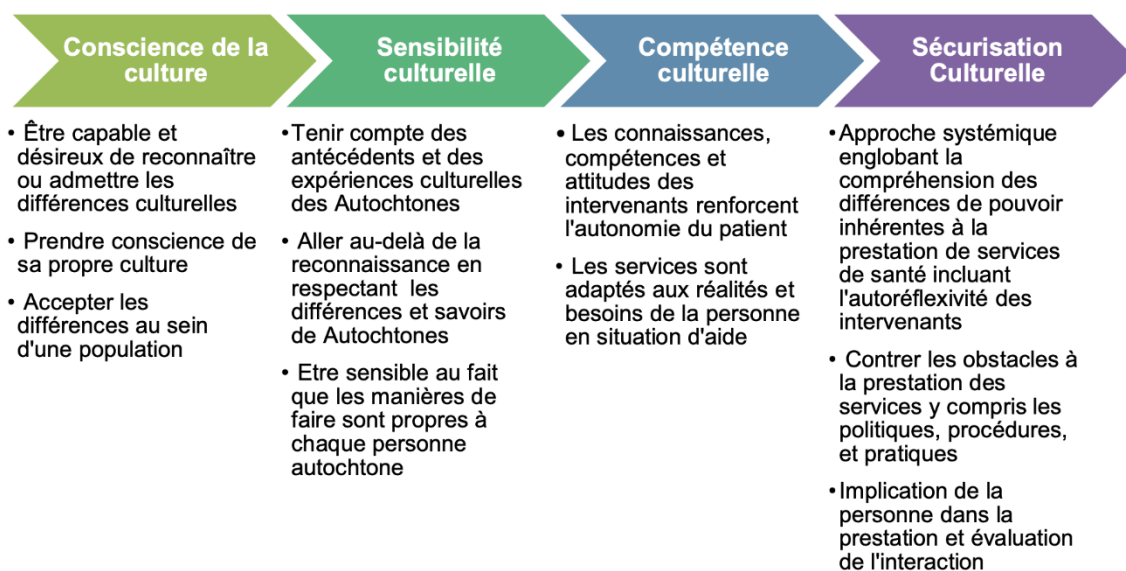 Conscience de la
culture
• Être capable et
désireux de reconnaître
ou admettre les
différences culturelles
• Prendre conscience de
sa propre culture
• Accepter les
différences au sein
d'une population
Sensibilité
culturelle
•Tenir compte des
antécédents et des
expériences culturelles
des Autochtones
• Aller au-delà de la
reconnaissance en
respectant les
différences et savoirs
de Autochtones
• Etre sensible au fait
que les manières de
faire sont propres à
chaque personne
autochtone
Compétence
culturelle
• Les connaissances,
compétences et
attitudes des
intervenants renforcent
l'autonomie du patient
• Les services sont
adaptés aux réalités et
besoins de la personne
en situation d'aide
Sécurisation
Culturelle
•Approche systémique
englobant la
compréhension des
différences de pouvoir
inhérentes à la
prestation de services
de santé incluant
l'autoréflexivité des
intervenants
• Contrer les obstacles à
la prestation des
services y compris les
politiques, procédures,
et pratiques
•Implication de la
personne dans la
prestation et évaluation
de l'interaction